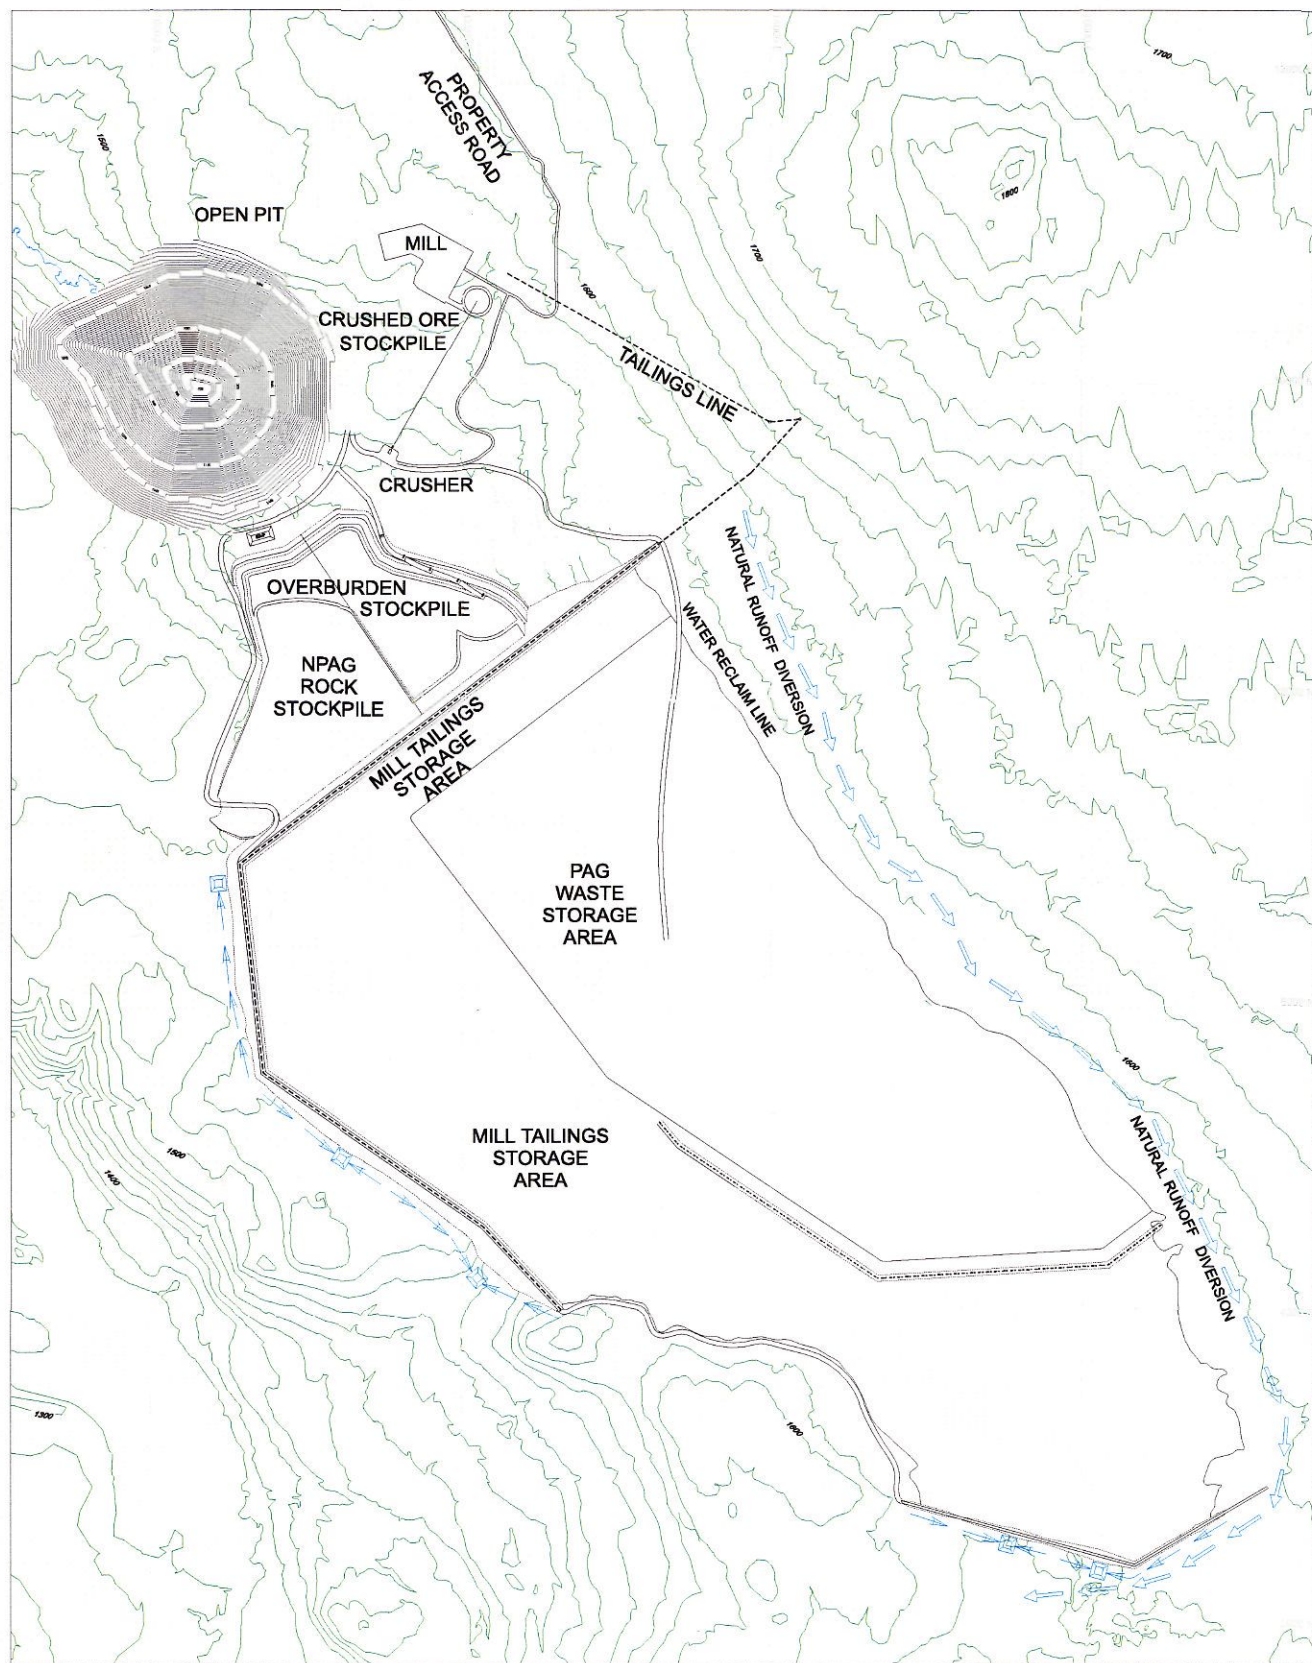 1700
PROPERTY
ACCESS ROAD
1500
1800
OPEN PIT
MILL
1700
1600
CRUSHED ORE
STOCKPILE
TAILINGS LINE
CRUSHER
NATURAL RUNOFF DIVERSION
OVERBURDEN
STOCKPILE
WATER RECLAIM LINE
NPAG
ROCK
STOCKPILE
MILL TAILINGS
STORAGE
AREA
PAG
WASTE
STORAGE
AREA
1600
MILL TAILINGS
STORAGE
AREA
NATURAL RUNOFF DIVERSION
1500
1400
1300
1600